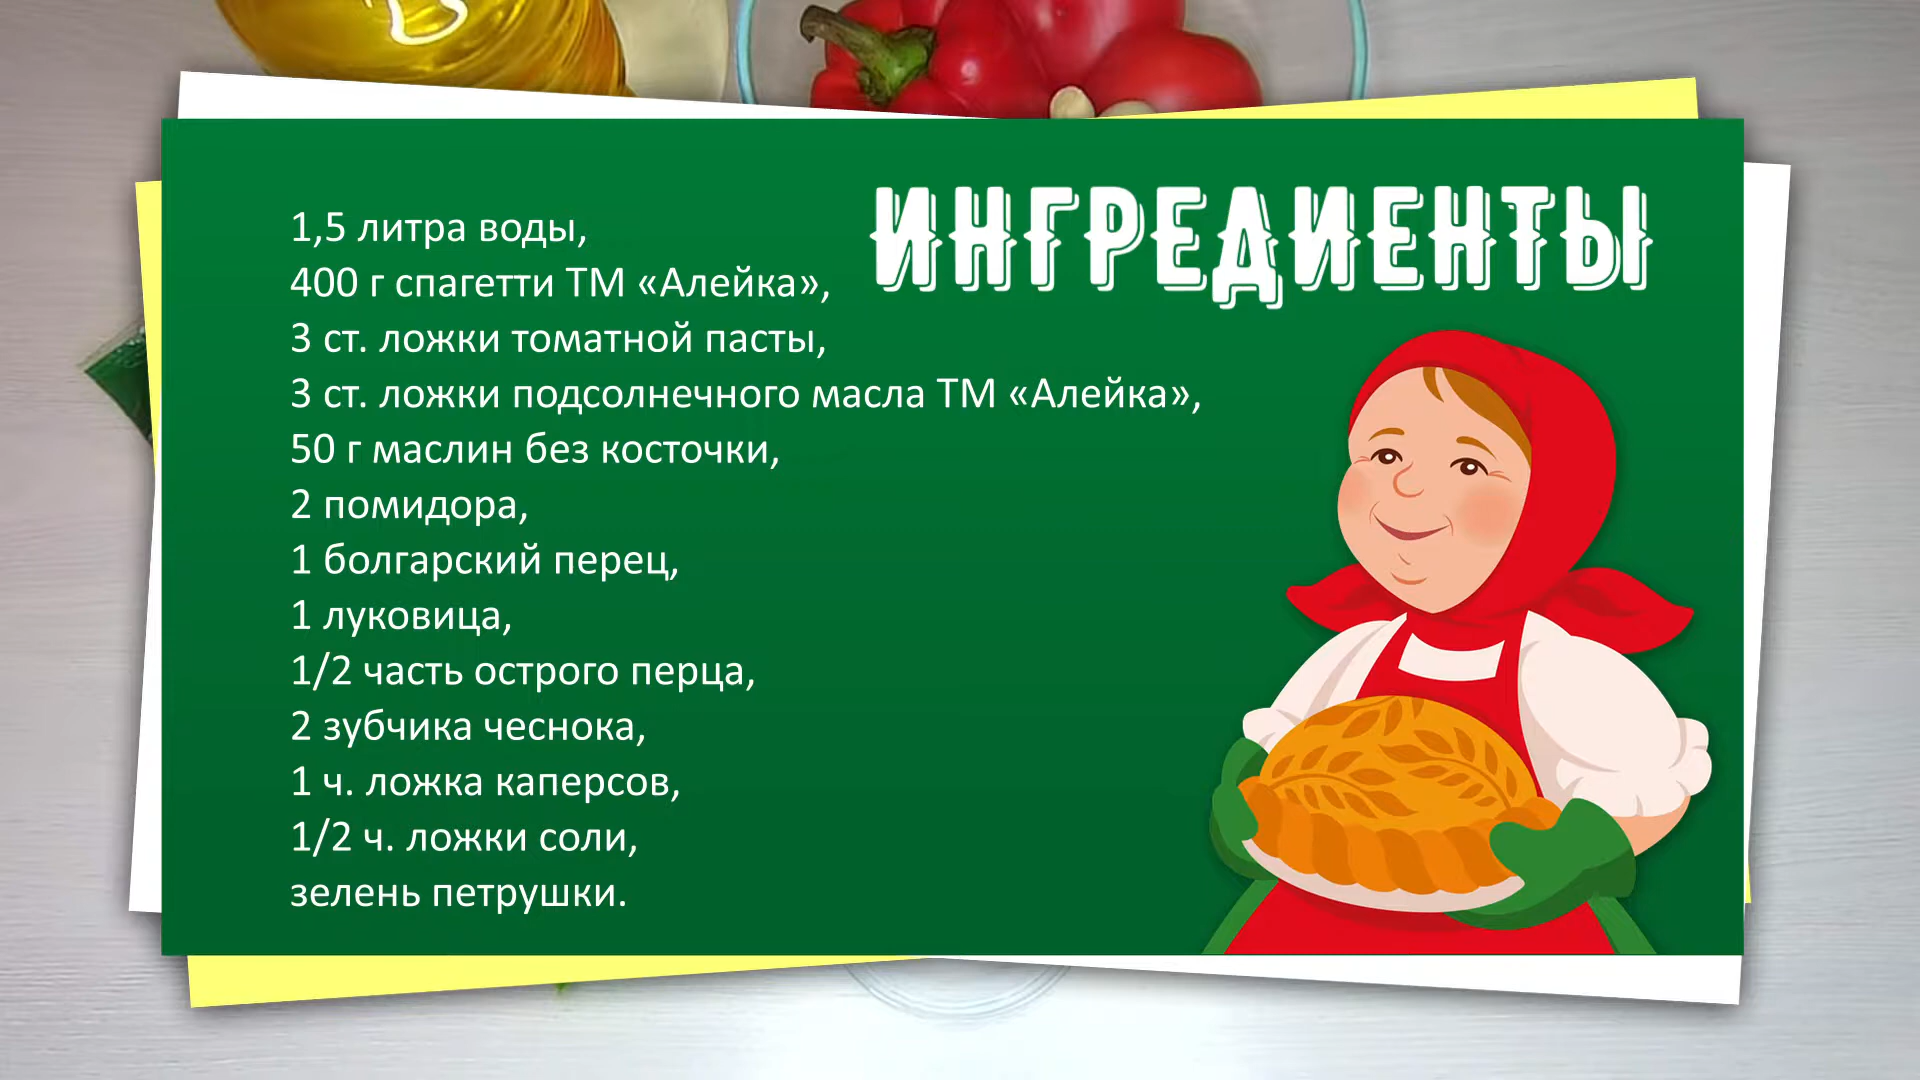 ИНГРЕДИЕНТЫ
1,5 литра воды,
400 г спагетти ТМ «Алейка»,
3 ст. ложки томатной пасты,
3 ст. ложки подсолнечного масла ТМ «Алейка»,
50 г маслин без косточки,
2 помидора,
1 болгарский перец,
1 луковица,
1/2 часть острого перца,
2 зубчика чеснока,
1 ч. ложка каперсов,
1/2 ч. ложки соли,
зелень петрушки.